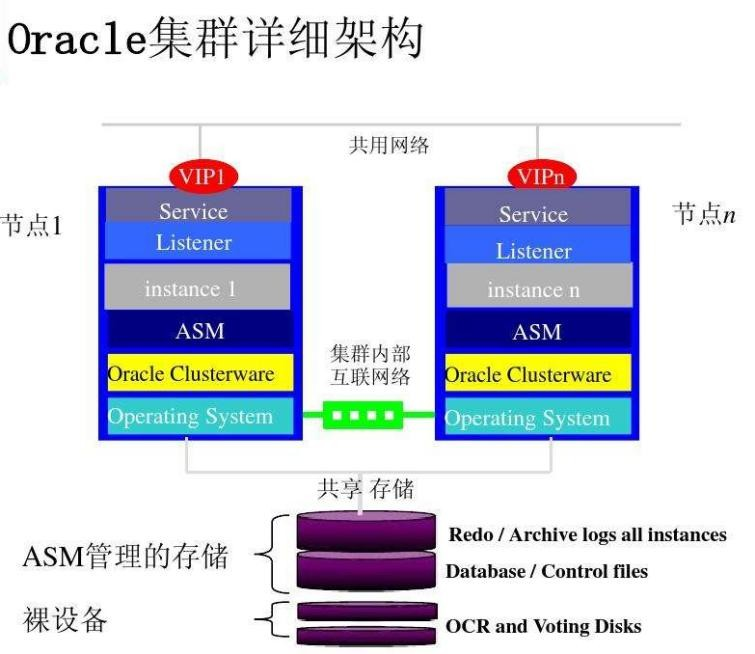 Oracle集群详细架构
共用网络
VIP1
VIPn
节点1
节点n
Service
Listener
instance 1
ASM
Oracle Clusterware
Operating System
Service
Listener
instance n
ASM
Oracle Clusterware
Operating System
集群内部
互联网络
共享 存储
ASM管理的存储
Redo / Archive logs all instances
Database / Control files
裸设备
OCR and Voting Disks